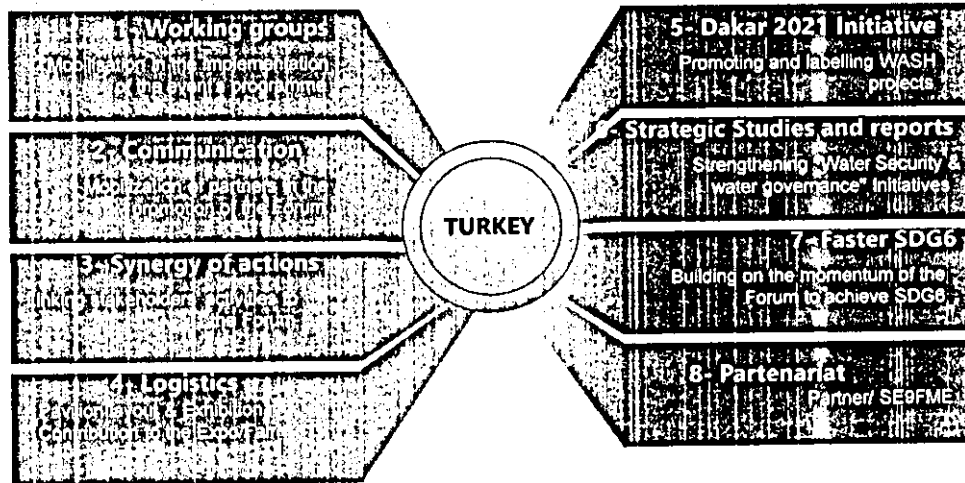 1- Working groups
Mobilisation in the implementation
of the event's programme
2- Communication
Mobilization of partners in the
promotion of the Forum
3- Synergy of actions
linking stakeholders' activities to
the Forum
4- Logistics
Pavilion layout & Exhibition
Contribution to the Expo/Fair
TURKEY
5- Dakar 2021 Initiative
Promoting and labelling WASH
projects
6- Strategic Studies and reports
Strengthening "Water Security &
water governance" Initiatives
7- Faster SDG6
Building on the momentum of the
Forum to achieve SDG6
8- Partenariat
Partner/ SE9FME